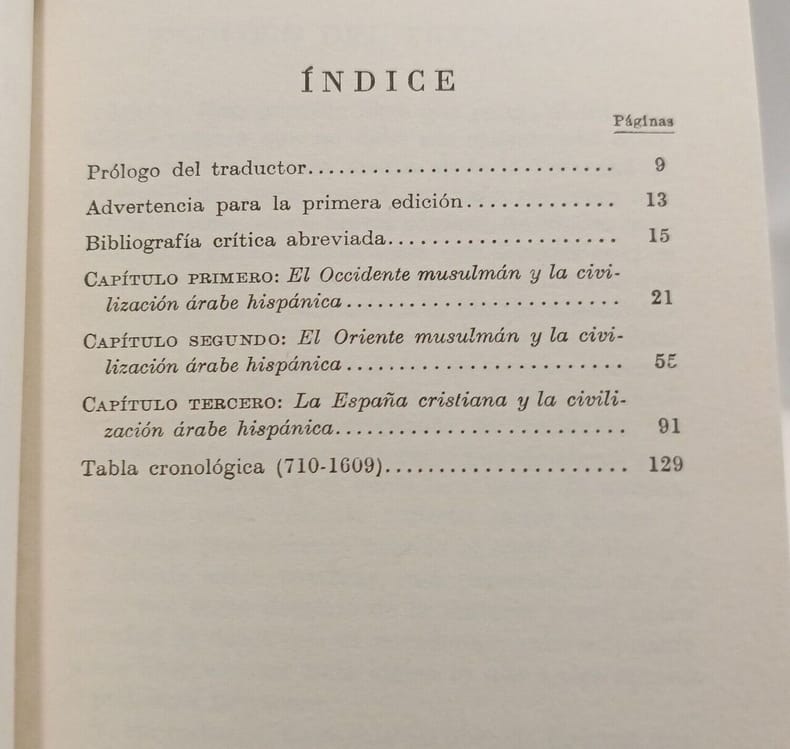 ÍNDICE
Páginas
Prólogo del traductor............................ 9
Advertencia para la primera edición............. 13
Bibliografía crítica abreviada.................... 15
CAPÍTULO PRIMERO: El Occidente musulmán y la civi-
lización árabe hispánica........................ 21
CAPÍTULO SEGUNDO: El Oriente musulmán y la civi-
lización árabe hispánica........................ 55
CAPÍTULO TERCERO: La España cristiana y la civili-
zación árabe hispánica.......................... 91
Tabla cronológica (710-1609)..................... 129